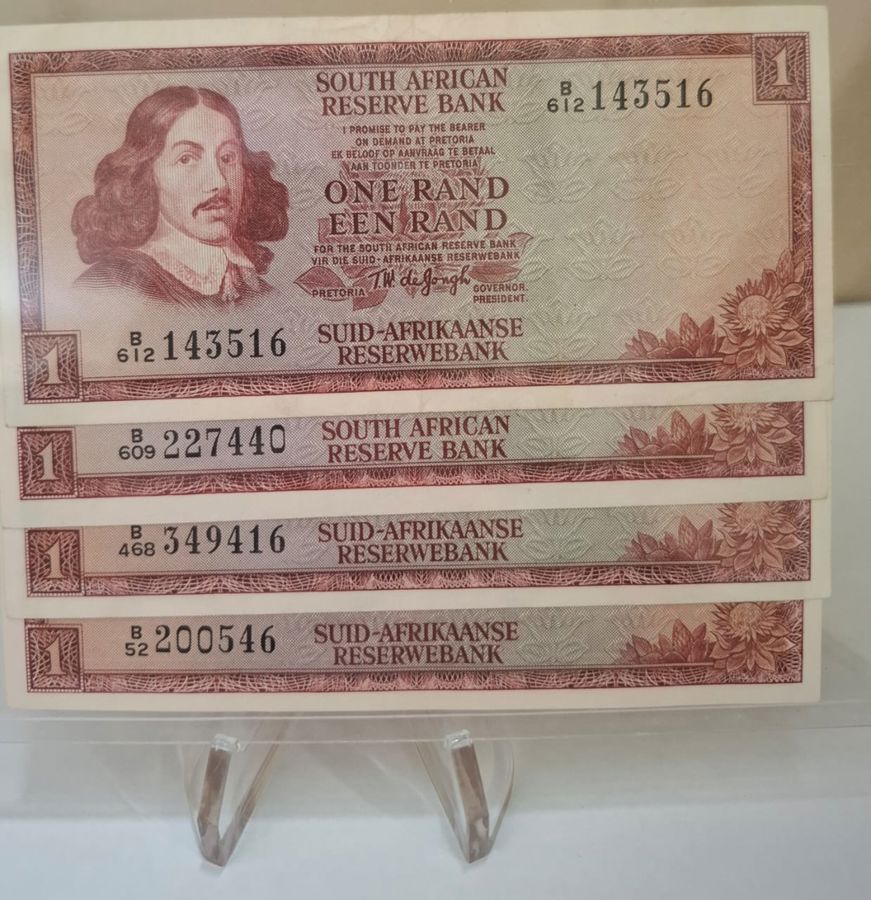 1
SOUTH AFRICAN
RESERVE BANK
B/612 143516
I PROMISE TO PAY THE BEARER
ON DEMAND AT PRETORIA
EK BELOOF OP AANVRAAG TE BETAAL
AAN TOONDER TE PRETORIA
ONE RAND
EEN RAND
FOR THE SOUTH AFRICAN RESERVE BANK
VIR DIE SUID-AFRIKAANSE RESERWEBANK
T.W. de Jongh
PRETORIA GOVERNOR.
PRESIDENT.
1
B/612 143516
SUID-AFRIKAANSE
RESERWEBANK
1
B/609 227440
SOUTH AFRICAN
RESERVE BANK
1
B/468 349416
SUID-AFRIKAANSE
RESERWEBANK
1
B/52 200546
SUID-AFRIKAANSE
RESERWEBANK